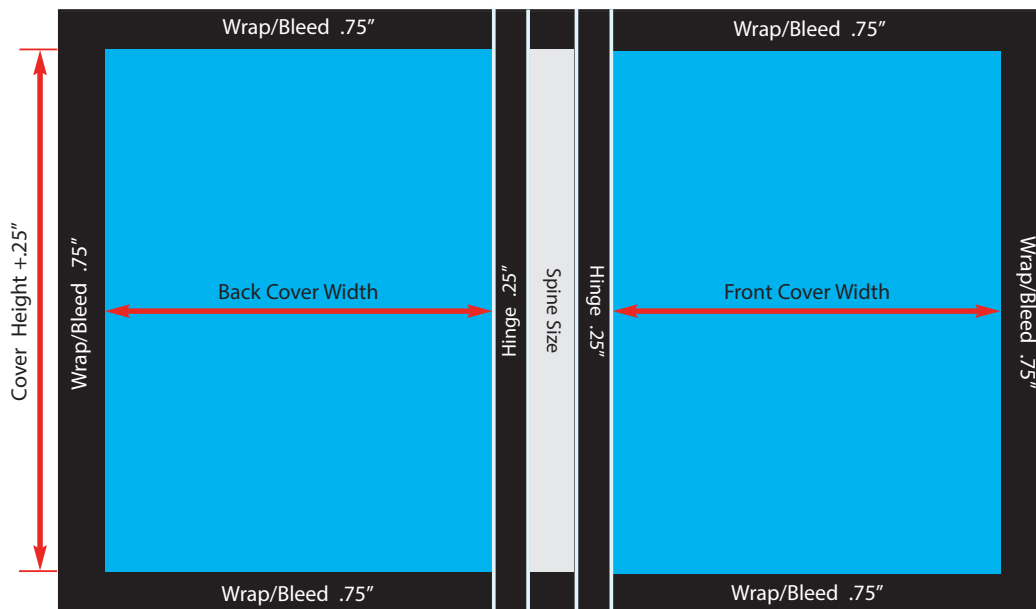 Wrap/Bleed .75”
Wrap/Bleed .75”
Cover Height +.25”
Wrap/Bleed .75”
Back Cover Width
Hinge .25”
Spine Size
Hinge .25”
Front Cover Width
Wrap/Bleed .75”
Wrap/Bleed .75”
Wrap/Bleed .75”